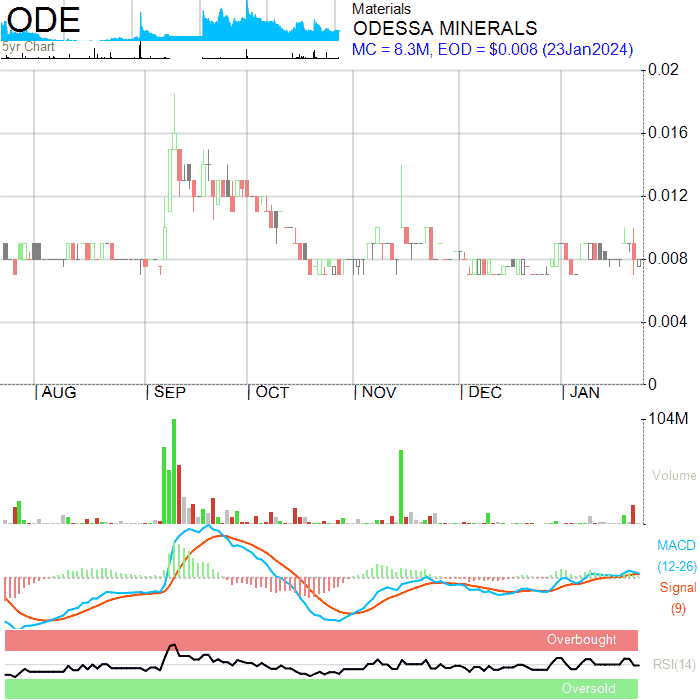 ODE
5yr Chart
Materials
ODESSA MINERALS
MC = 8.3M, EOD = $0.008 (23Jan2024)
0.02
0.016
0.012
0.008
0.004
0
AUG SEP OCT NOV DEC JAN
104M
Volume
MACD
(12-26)
Signal
(9)
Overbought
RSI(14)
Oversold